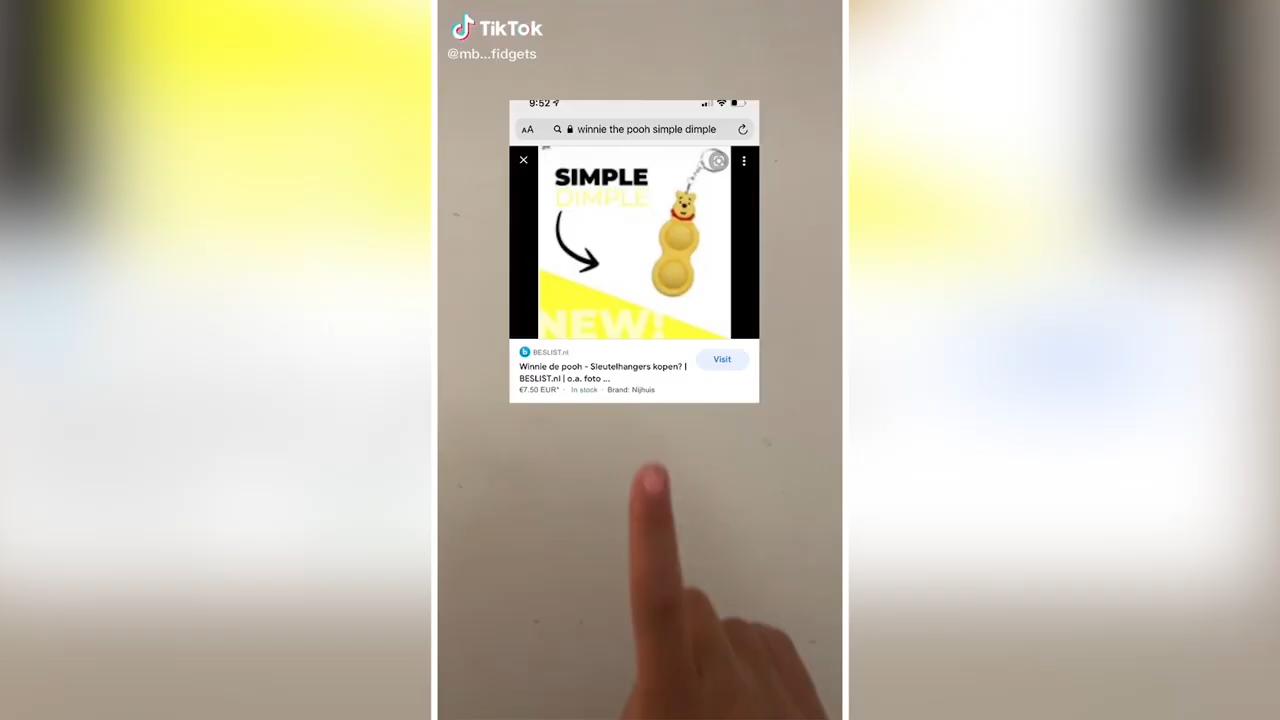 TikTok
@mb...fidgets
9:52
AA
winnie the pooh simple dimple
SIMPLE
DIMPLE
NEW!
b BESLIST.nl
Winnie de pooh - Sleutelhangers kopen? |
BESLIST.nl | o.a. foto ...
Visit
€7.50 EUR* · In stock · Brand: Nijhuis